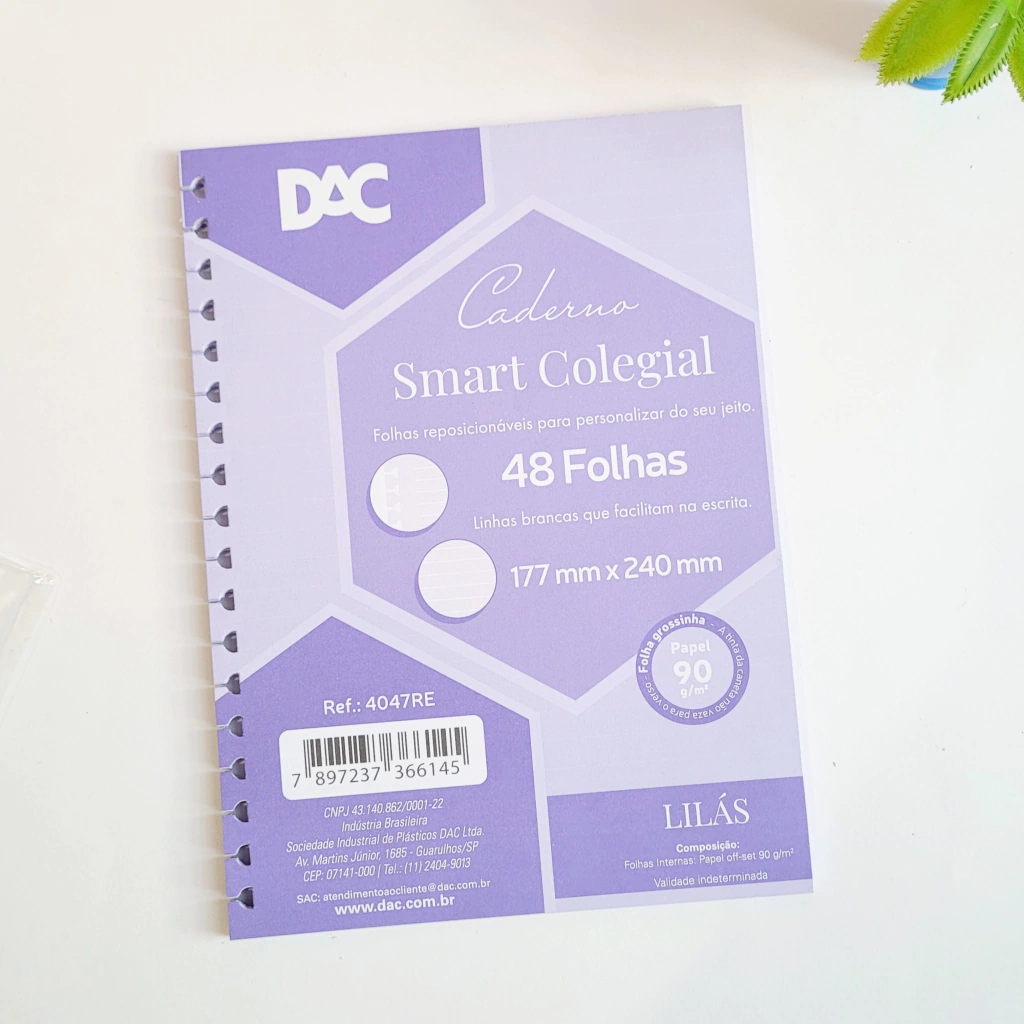 DAC
Caderno
Smart Colegial
Folhas reposicionáveis para personalizar do seu jeito.
48 Folhas
Linhas brancas que facilitam na escrita.
177 mm x 240 mm
Folha grossinha - A tinta da caneta não vaza para o verso -
Papel
90
g/m²
Ref.: 4047RE
7 897237 366145
CNPJ 43.140.862/0001-22
Indústria Brasileira
Sociedade Industrial de Plásticos DAC Ltda.
Av. Martins Júnior, 1685 - Guarulhos/SP
CEP: 07141-000 | Tel.: (11) 2404-9013
SAC: atendimentoaocliente@dac.com.br
www.dac.com.br
LILÁS
Composição:
Folhas Internas: Papel off-set 90 g/m²
Validade indeterminada